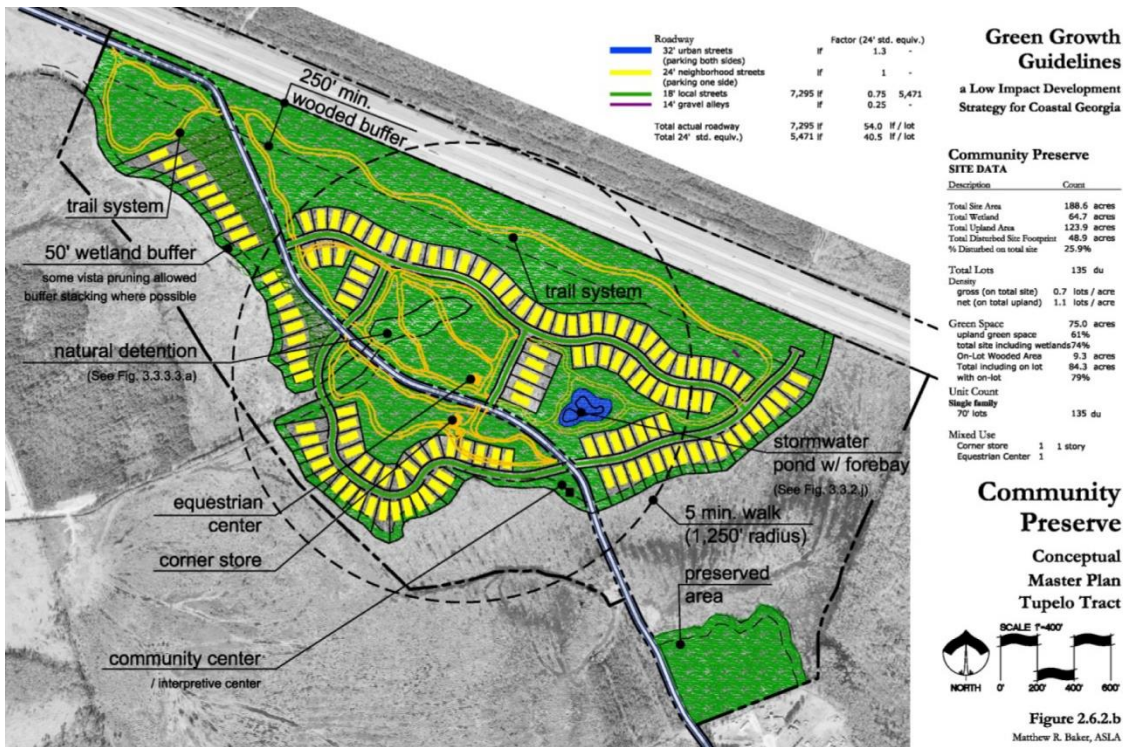 Roadway Factor (24' std. equiv.)
32' urban streets lf 1.3 -
(parking both sides)
24' neighborhood streets lf 1 -
(parking one side)
18' local streets 7,295 lf 0.75 5,471
14' gravel alleys lf 0.25 -
Total actual roadway 7,295 lf 54.0 lf / lot
Total 24' std. equiv.) 5,471 lf 40.5 lf / lot
Green Growth
Guidelines
a Low Impact Development
Strategy for Coastal Georgia
Community Preserve
SITE DATA
Description Count
Total Site Area 188.6 acres
Total Wetland 64.7 acres
Total Upland Area 123.9 acres
Total Disturbed Site Footprint 48.9 acres
% Disturbed on total site 25.9%
Total Lots 135 du
Density
gross (on total site) 0.7 lots / acre
net (on total upland) 1.1 lots / acre
Green Space 75.0 acres
upland green space 61%
total site including wetlands 74%
On-Lot Wooded Area 9.3 acres
Total including on lot 84.3 acres
with on-lot 79%
Unit Count
Single family
70' lots 135 du
Mixed Use
Corner store 1 1 story
Equestrian Center 1
Community
Preserve
Conceptual
Master Plan
Tupelo Tract
SCALE 1"=400'
NORTH 0' 200' 400' 600'
Figure 2.6.2.b
Matthew R. Baker, ASLA
250' min.
wooded buffer
trail system
50' wetland buffer
some vista pruning allowed
buffer stacking where possible
trail system
natural detention
(See Fig. 3.3.3.3.a)
stormwater
pond w/ forebay
(See Fig. 3.3.2.j)
equestrian
center
5 min. walk
(1,250' radius)
corner store
preserved
area
community center
/ interpretive center